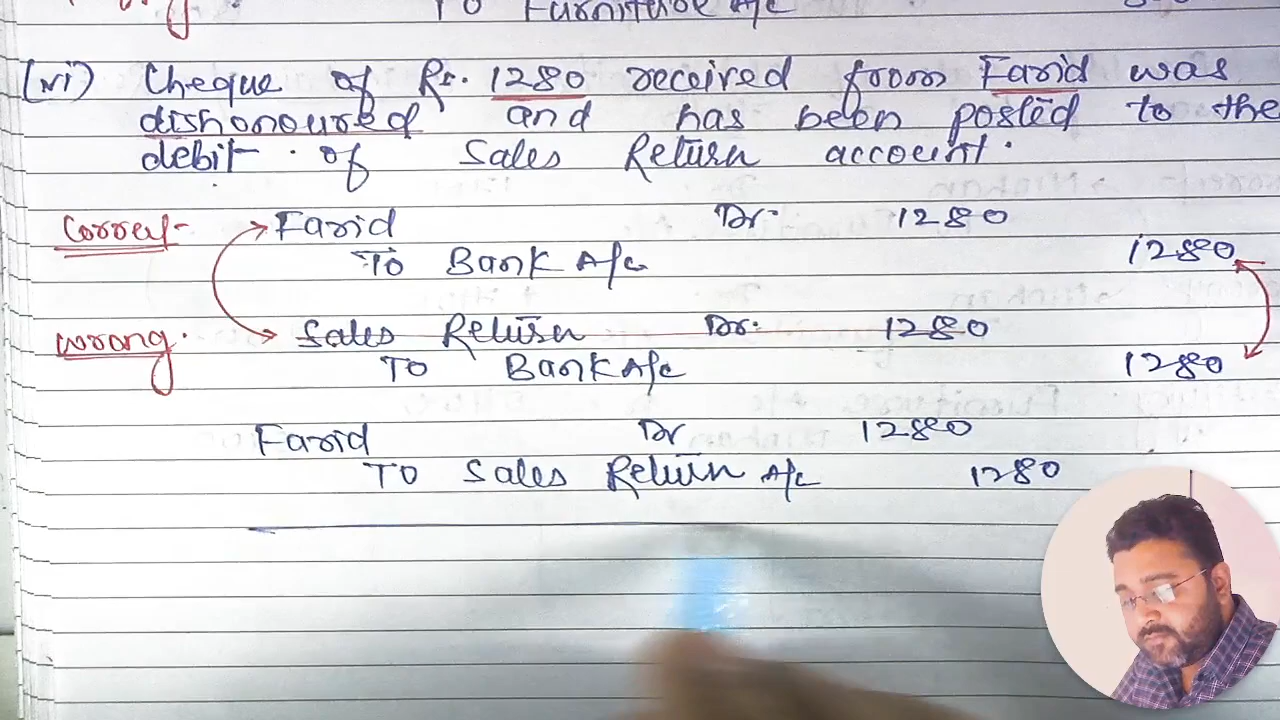 To Furniture A/c
(vi) Cheque of Rs. 1280 received from Farid was
dishonoured and has been posted to the
debit of Sales Return account.
Correct Farid Dr. 1280
To Bank A/c 1280
wrong. Sales Return Dr. 1280
To Bank A/c 1280
Farid Dr 1280
To Sales Return A/c 1280